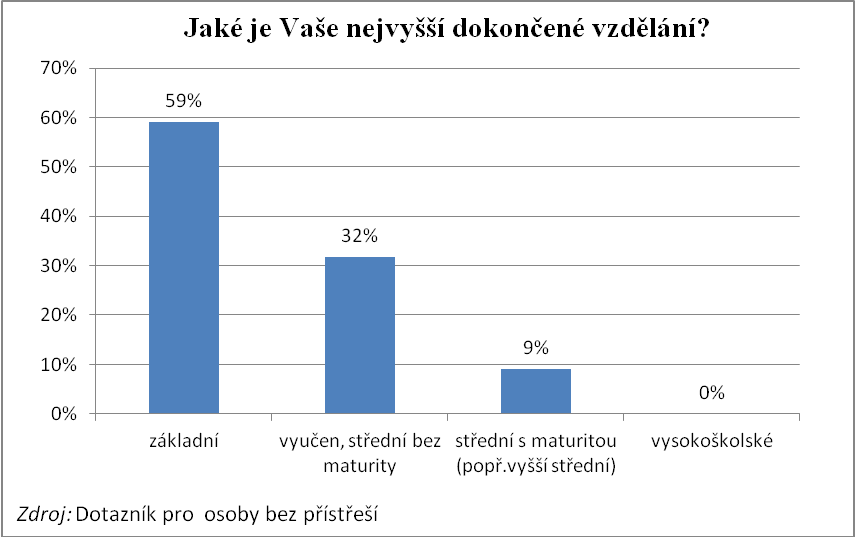 Jaké je Vaše nejvyšší dokončené vzdělání?
70%
60%
50%
40%
30%
20%
10%
0%
59%
32%
9%
0%
základní
vyučen, střední bez
maturity
střední s maturitou
(popř.vyšší střední)
vysokoškolské
Zdroj: Dotazník pro osoby bez přístřeší